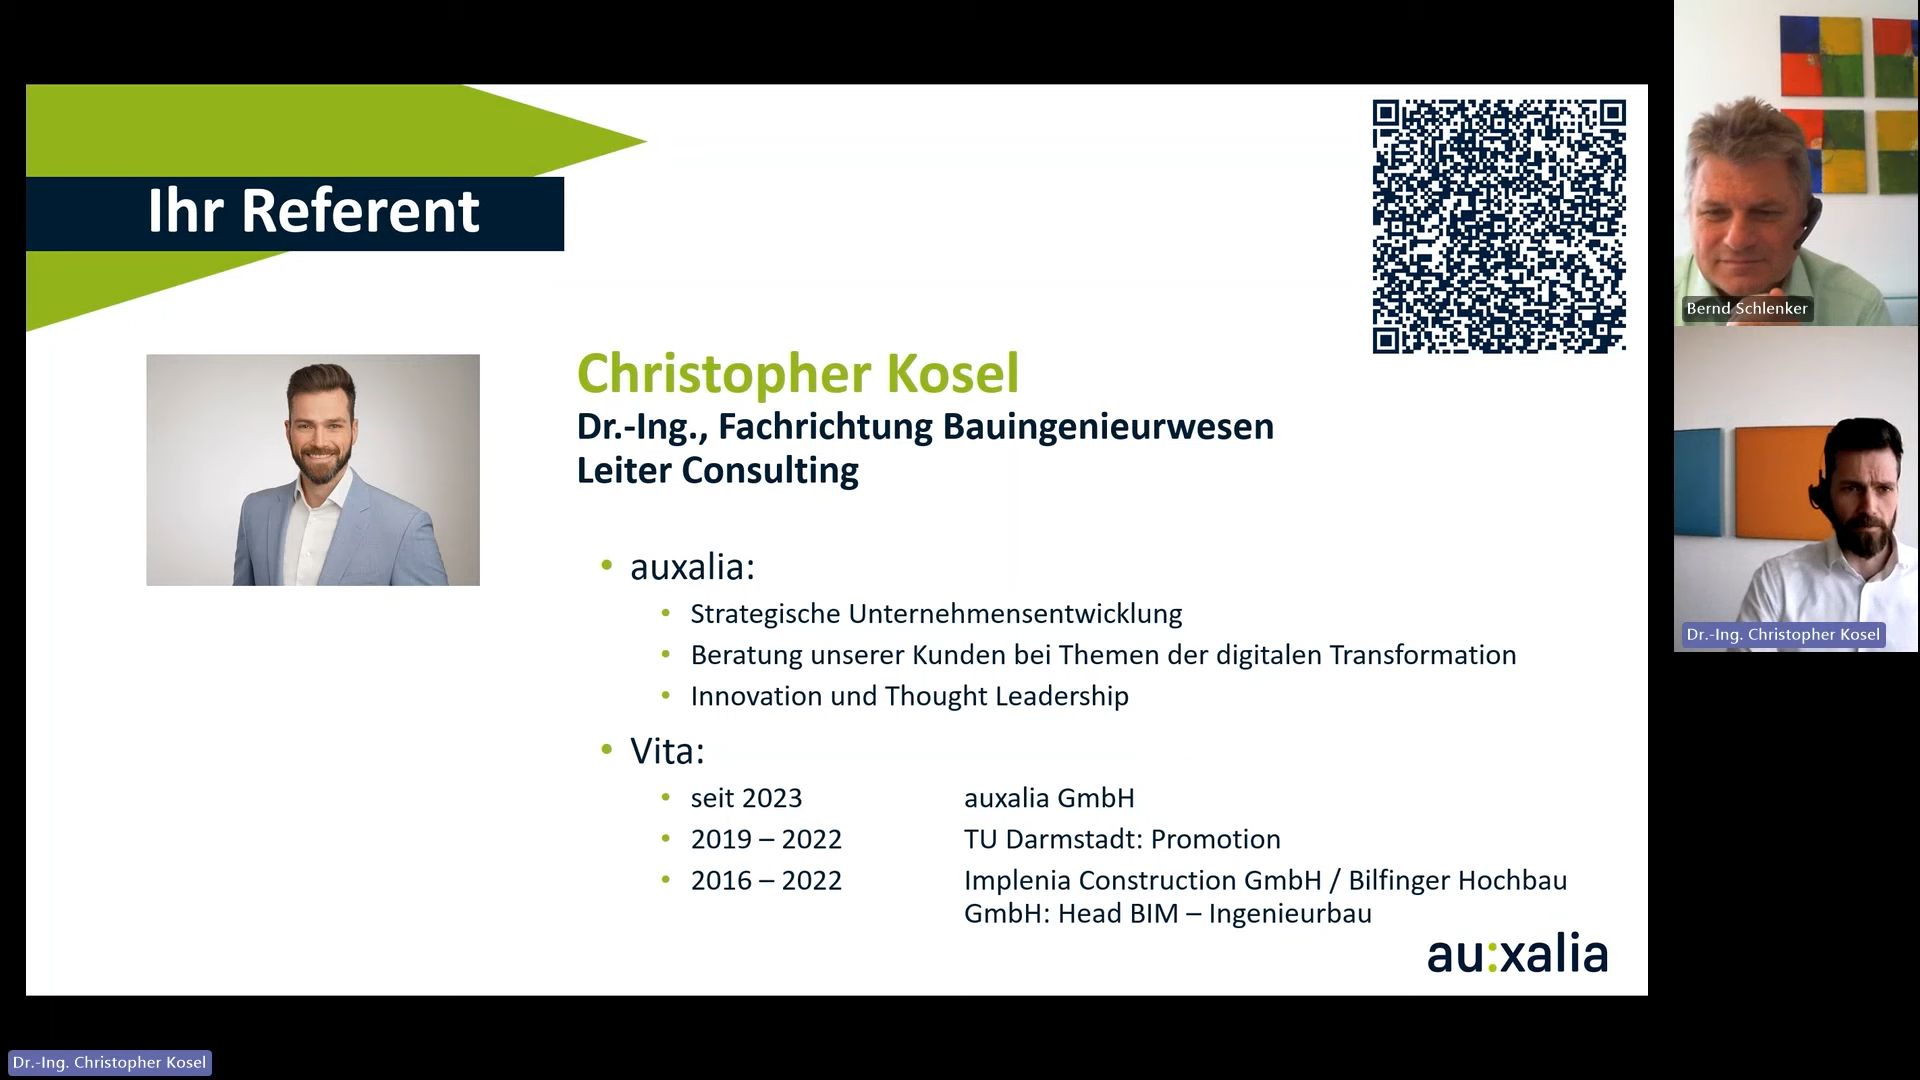 Ihr Referent
Christopher Kosel
Dr.-Ing., Fachrichtung Bauingenieurwesen
Leiter Consulting
• auxalia:
• Strategische Unternehmensentwicklung
• Beratung unserer Kunden bei Themen der digitalen Transformation
• Innovation und Thought Leadership
• Vita:
• seit 2023 auxalia GmbH
• 2019 – 2022 TU Darmstadt: Promotion
• 2016 – 2022 Implenia Construction GmbH / Bilfinger Hochbau
GmbH: Head BIM – Ingenieurbau
au:xalia
Bernd Schlenker
Dr.-Ing. Christopher Kosel
Dr.-Ing. Christopher Kosel